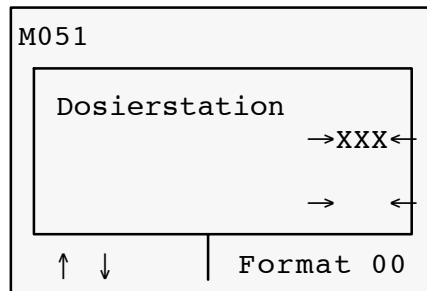 M051
Dosierstation
→XXX←
→ ←
↑ ↓ Format 00